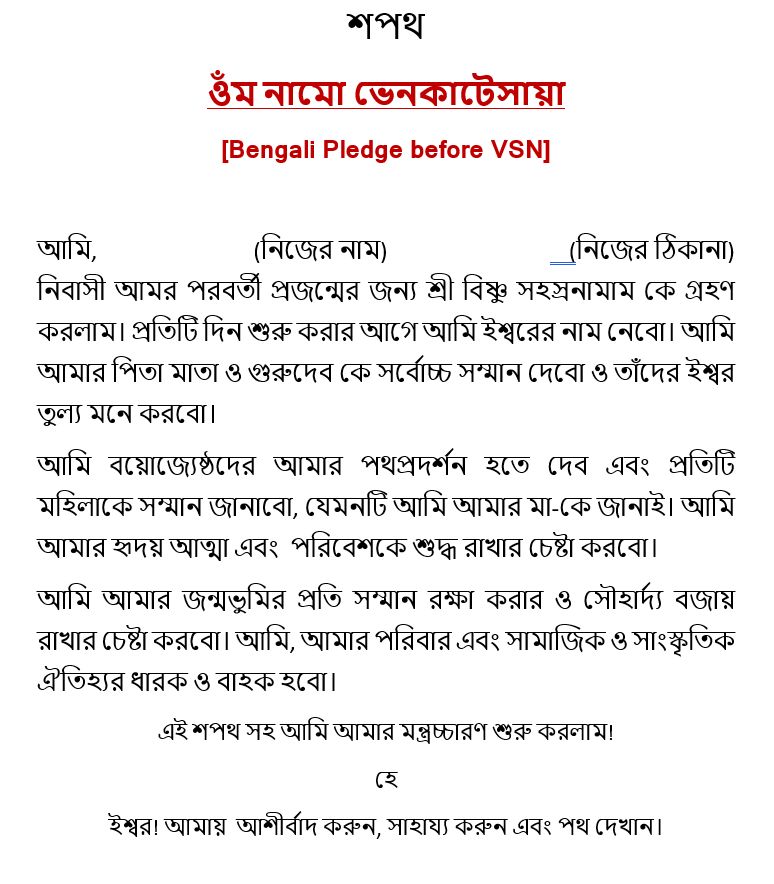 শপথ
ওঁম নামো ভেনকাটেসায়া
[Bengali Pledge before VSN]
আমি, (নিজের নাম) __(নিজের ঠিকানা)
নিবাসী আমর পরবর্তী প্রজন্মের জন্য শ্রী বিষ্ণু সহস্রনামাম কে গ্রহণ
করলাম। প্রতিটি দিন শুরু করার আগে আমি ইশ্বরের নাম নেবো। আমি
আমার পিতা মাতা ও গুরুদেব কে সর্বোচ্চ সম্মান দেবো ও তাঁদের ইশ্বর
তুল্য মনে করবো।
আমি বয়োজ্যেষ্ঠদের আমার পথপ্রদর্শন হতে দেব এবং প্রতিটি
মহিলাকে সম্মান জানাবো, যেমনটি আমি আমার মা-কে জানাই। আমি
আমার হৃদয় আত্মা এবং পরিবেশকে শুদ্ধ রাখার চেষ্টা করবো।
আমি আমার জন্মভুমির প্রতি সম্মান রক্ষা করার ও সৌহার্দ্য বজায়
রাখার চেষ্টা করবো। আমি, আমার পরিবার এবং সামাজিক ও সাংস্কৃতিক
ঐতিহ্যর ধারক ও বাহক হবো।
এই শপথ সহ আমি আমার মন্ত্রচ্চারণ শুরু করলাম!
হে
ইশ্বর! আমায় আশীর্বাদ করুন, সাহায্য করুন এবং পথ দেখান।